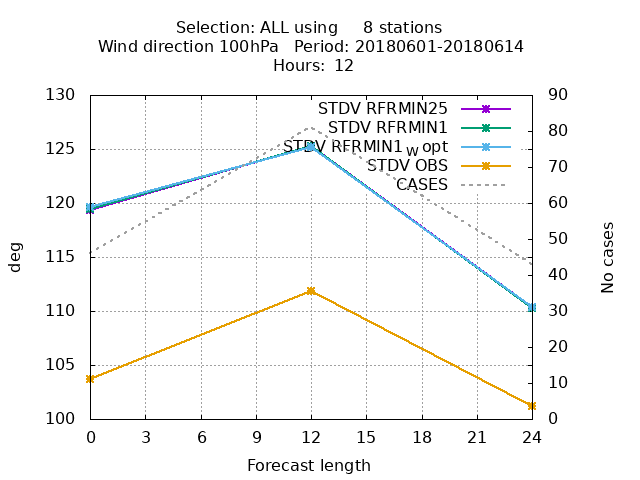 Selection: ALL using 8 stations
Wind direction 100hPa Period: 20180601-20180614
Hours: 12
130
125
120
115
110
105
100
deg
90
80
70
60
50
40
30
20
10
0
No cases
STDV RFRMIN25
STDV RFRMIN1
STDV RFRMIN1_W opt
STDV OBS
CASES
0 3 6 9 12 15 18 21 24
Forecast length